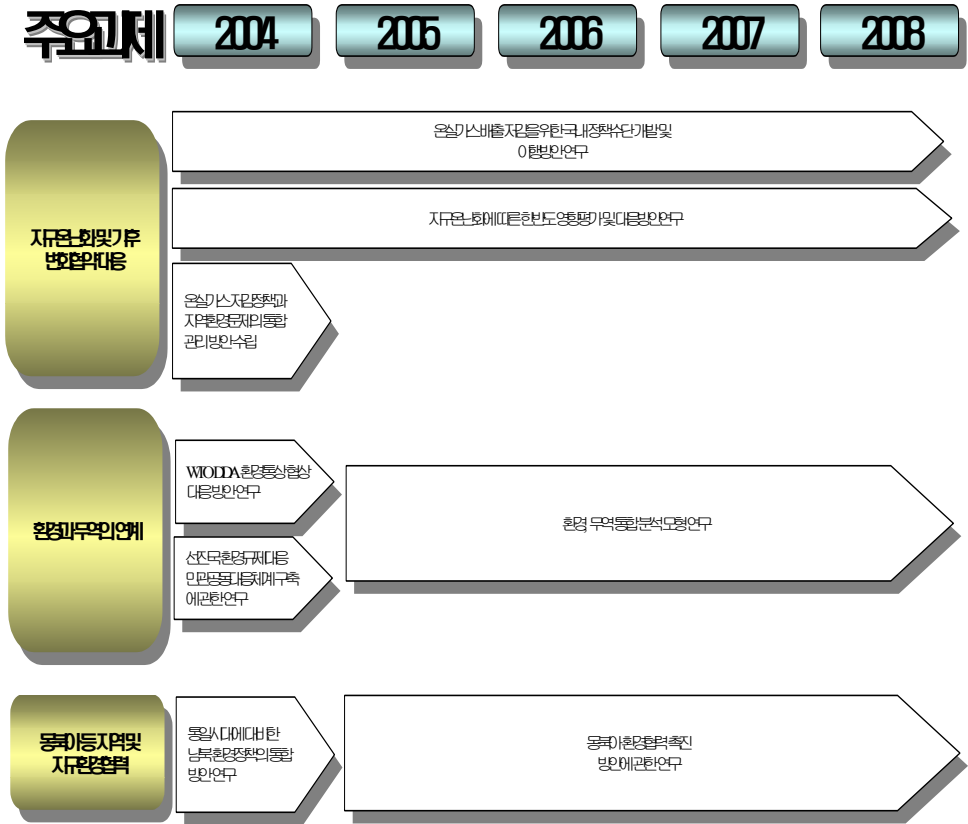 주요과제 2004 2005 2006 2007 2008
온실가스 배출 저감을 위한 국내 정책수단 개발 및
이행방안 연구
지구온난화에 따른 한반도 영향평가 및 대응방안 연구
지구온난화 및 기후
변화협약 대응
온실가스 저감정책과
지역환경문제의 통합
관리 방안 수립
WTO DDA 환경통상 협상
대응 방안 연구
환경과 무역의 연계
환경, 무역 통합 분석 모형 연구
선진국 환경규제 대응
민관공동 대응체계 구축
에 관한 연구
동북아 등 지역 및
지구 환경협력
통일시대에 대비한
남북 환경정책의 통합
방안 연구
동북아 환경협력 촉진
방안에 관한 연구